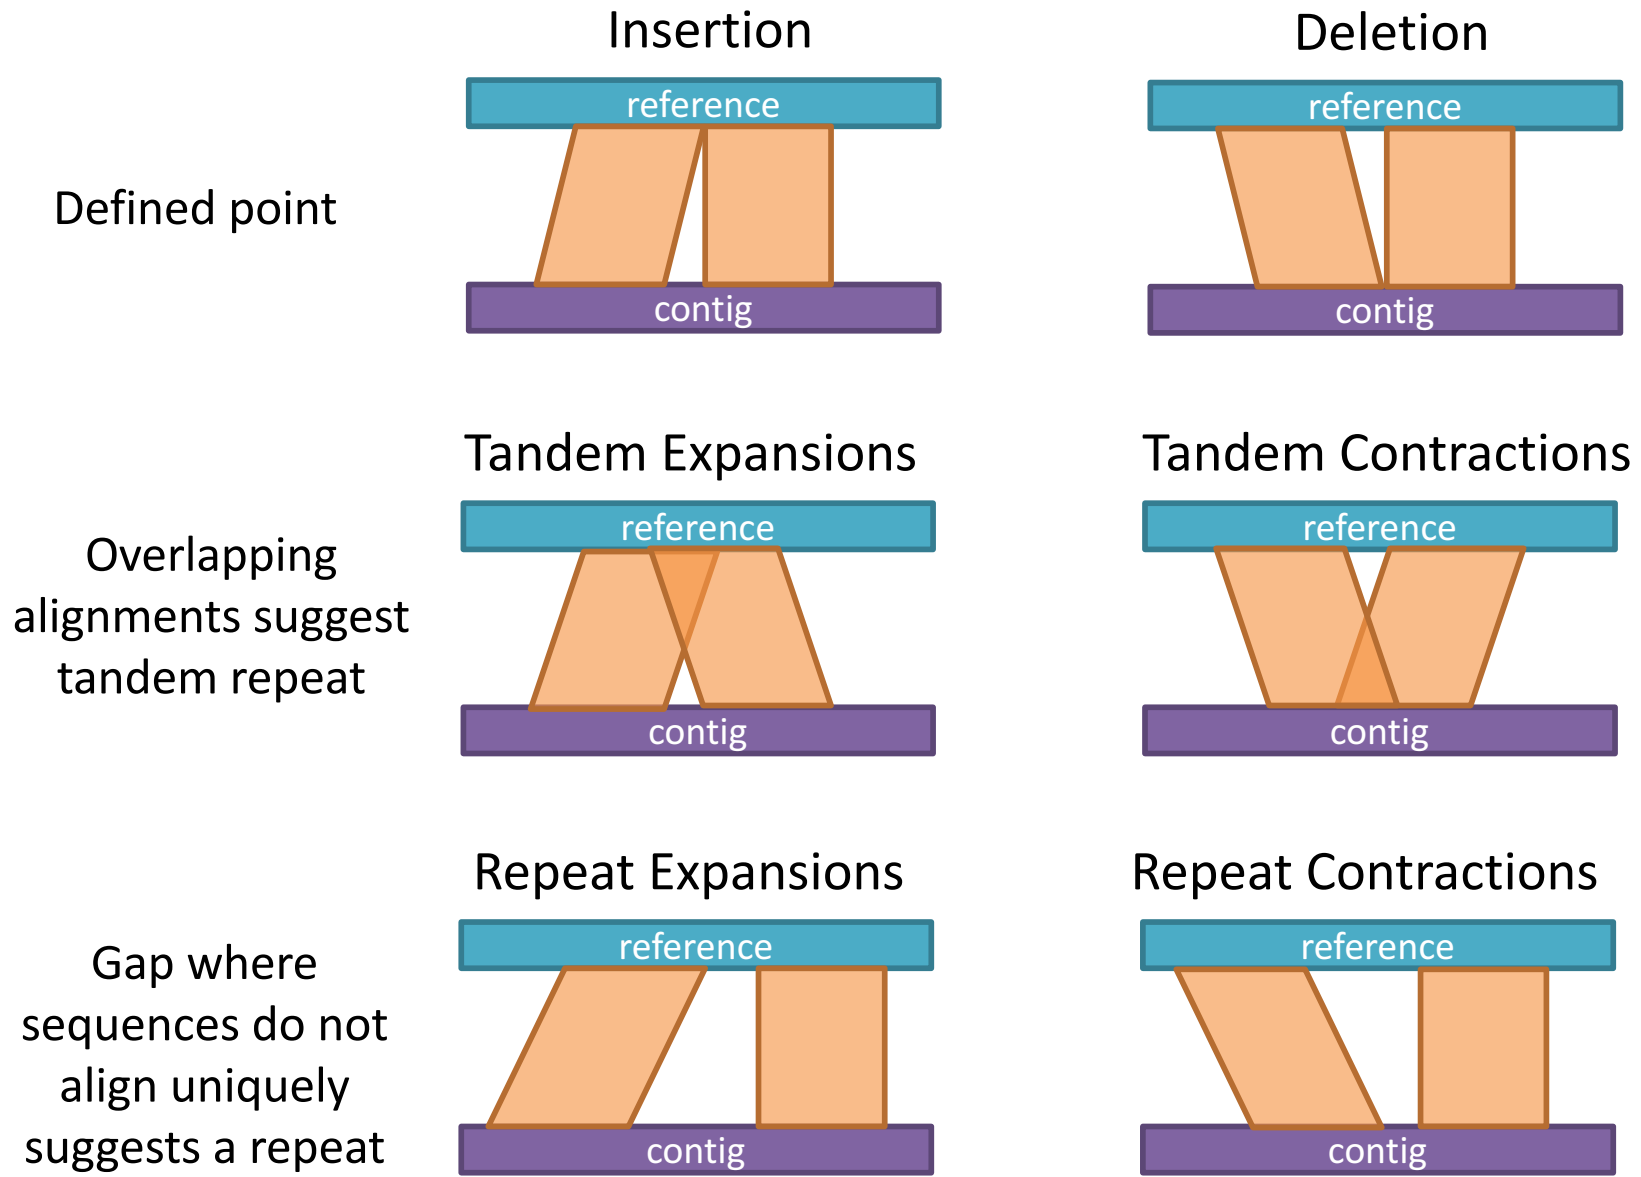 Insertion
Deletion
reference
reference
Defined point
contig
contig
Tandem Expansions
Tandem Contractions
reference
reference
Overlapping
alignments suggest
tandem repeat
contig
contig
Repeat Expansions
Repeat Contractions
reference
reference
Gap where
sequences do not
align uniquely
suggests a repeat
contig
contig